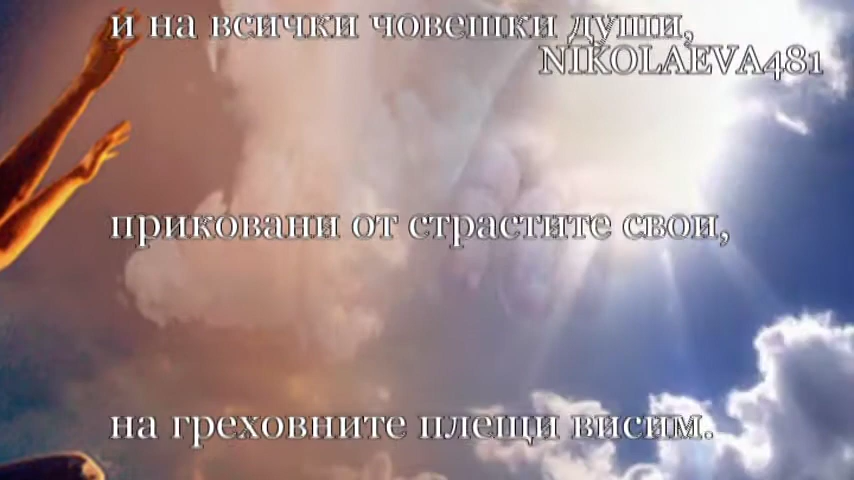 и на всички човешки души,
NIKOLAEVA481
приковани от страстите свои,
на греховните плещи висим.